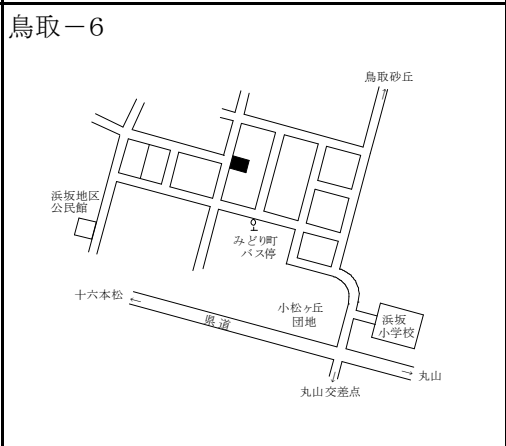 鳥取－6
鳥取砂丘
浜坂地区
公民館
みどり町
バス停
十六本松
県道
小松ヶ丘
団地
浜坂
小学校
丸山
丸山交差点